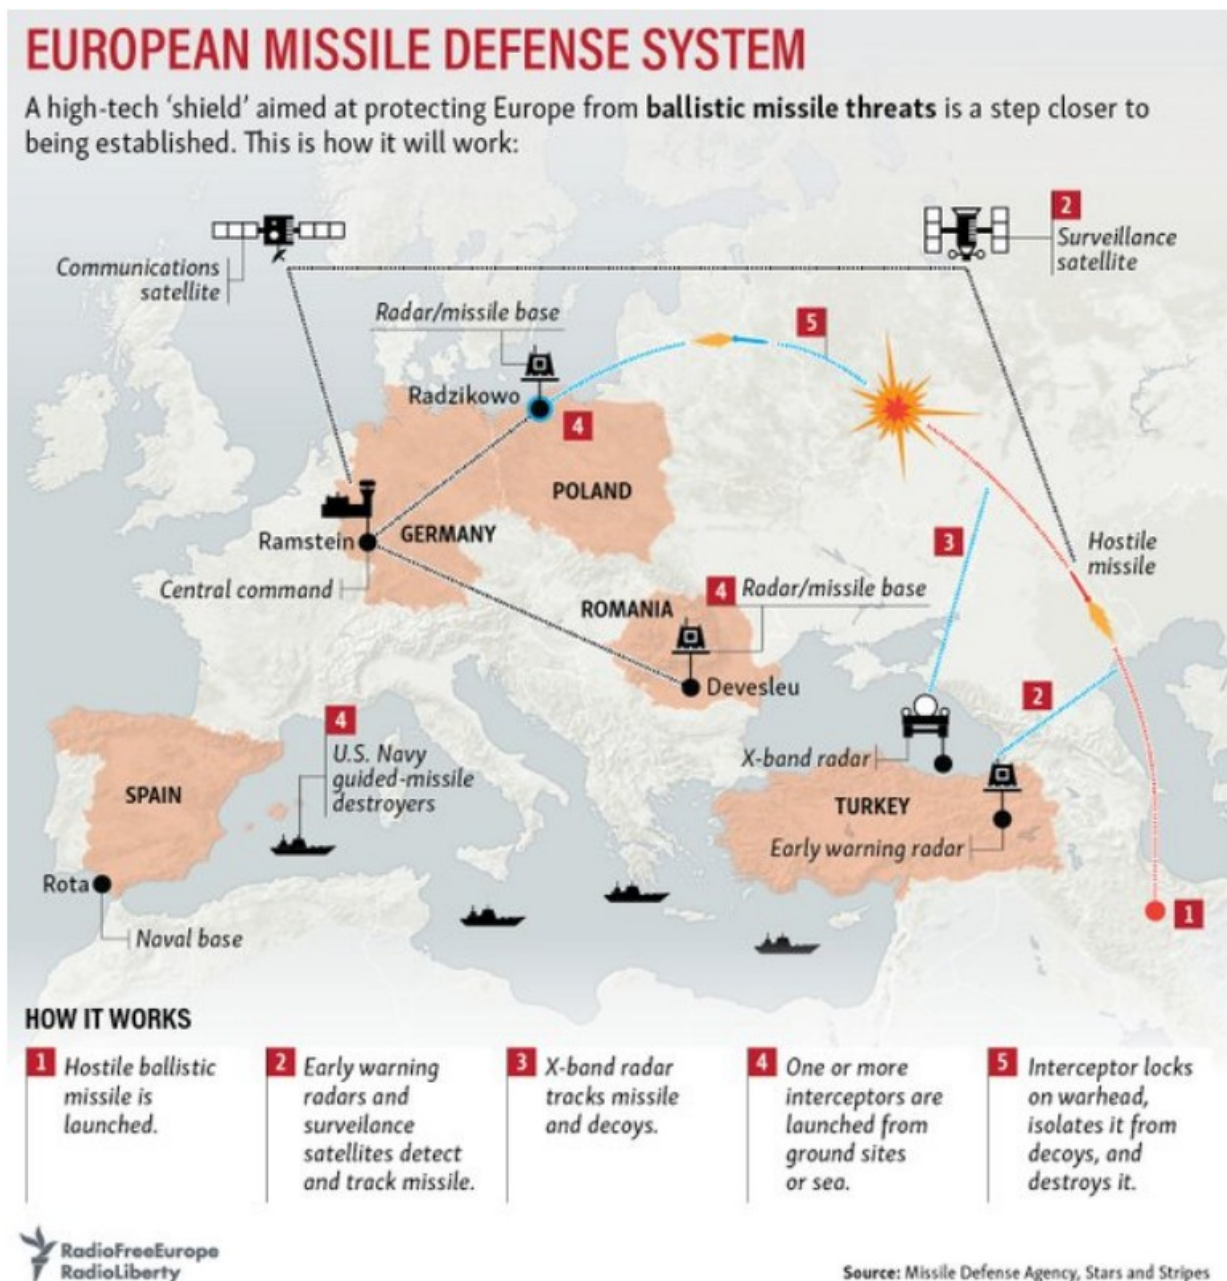 EUROPEAN MISSILE DEFENSE SYSTEM
A high-tech ‘shield’ aimed at protecting Europe from ballistic missile threats is a step closer to
being established. This is how it will work:
2
Surveillance
satellite
Communications
satellite
Radar/missile base
5
Radzikowo
4
POLAND
Ramstein
GERMANY
Central command
3
Hostile
missile
ROMANIA
4
Radar/missile base
Devesleu
2
4
U.S. Navy
guided-missile
destroyers
X-band radar
SPAIN
TURKEY
Early warning radar
Rota
Naval base
1
HOW IT WORKS
1
Hostile ballistic
missile is
launched.
2
Early warning
radars and
surveilance
satellites detect
and track missile.
3
X-band radar
tracks missile
and decoys.
4
One or more
interceptors are
launched from
ground sites
or sea.
5
Interceptor locks
on warhead,
isolates it from
decoys, and
destroys it.
RadioFreeEurope
RadioLiberty
Source: Missile Defense Agency, Stars and Stripes